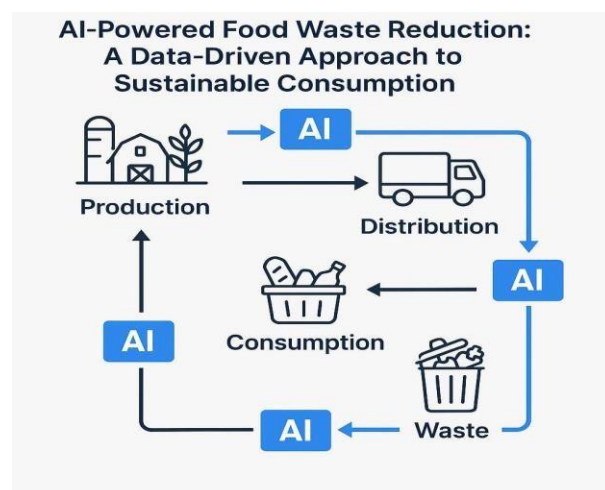 AI-Powered Food Waste Reduction:
A Data-Driven Approach to
Sustainable Consumption
AI
Production
Distribution
AI
Consumption
AI
Waste
AI